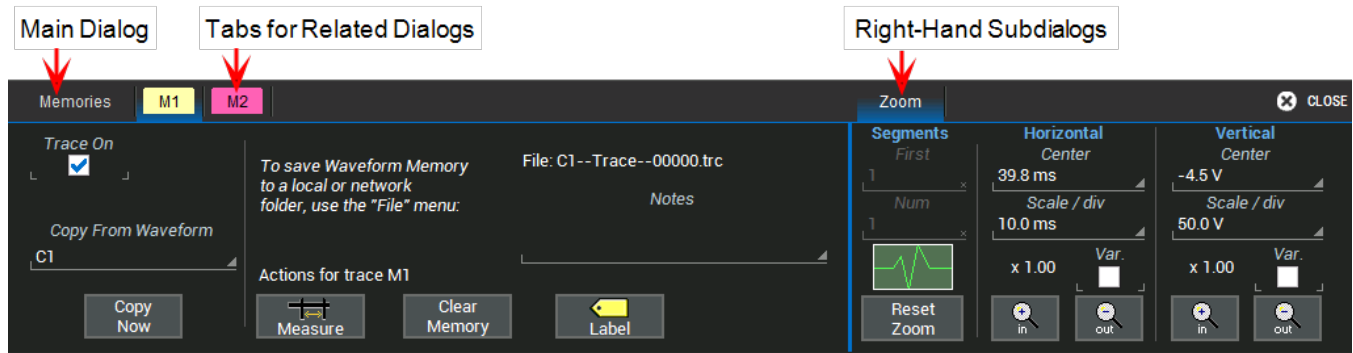 Main Dialog
Tabs for Related Dialogs
Right-Hand Subdialogs
Memories
M1
M2
Zoom
CLOSE
Trace On
Copy From Waveform
C1
Copy
Now
To save Waveform Memory
to a local or network
folder, use the "File" menu:
Actions for trace M1
Measure
Clear
Memory
File: C1--Trace--00000.trc
Notes
Label
Segments
First
1
Num
1
Reset
Zoom
Horizontal
Center
39.8 ms
Scale / div
10.0 ms
x 1.00
Var.
in
out
Vertical
Center
-4.5 V
Scale / div
50.0 V
x 1.00
Var.
in
out